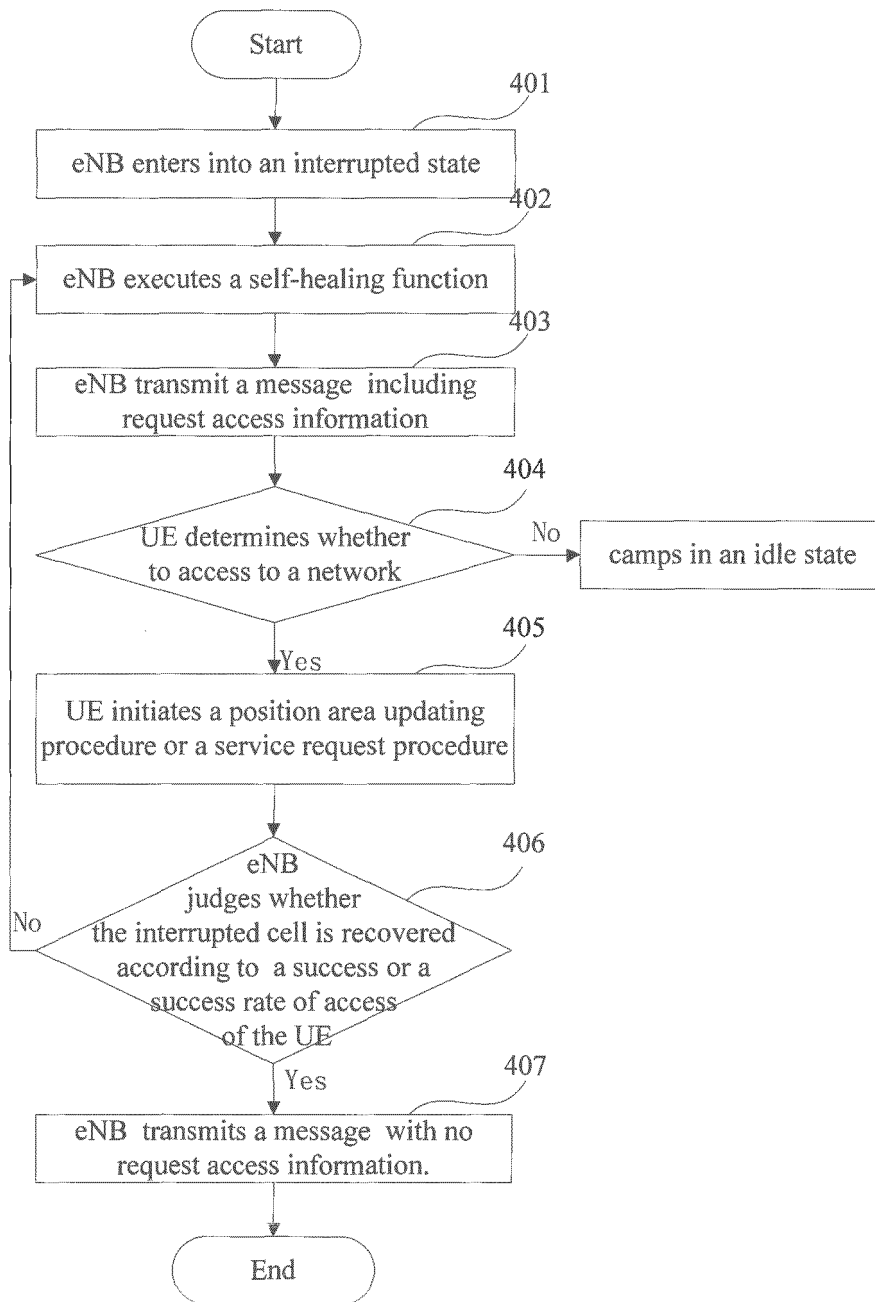 Start
401
eNB enters into an interrupted state
402
eNB executes a self-healing function
403
eNB transmit a message including
request access information
404
UE determines whether
to access to a network
No
camps in an idle state
Yes
405
UE initiates a position area updating
procedure or a service request procedure
406
eNB
judges whether
the interrupted cell is recovered
according to a success or a
success rate of access
of the UE
No
Yes
407
eNB transmits a message with no
request access information.
End